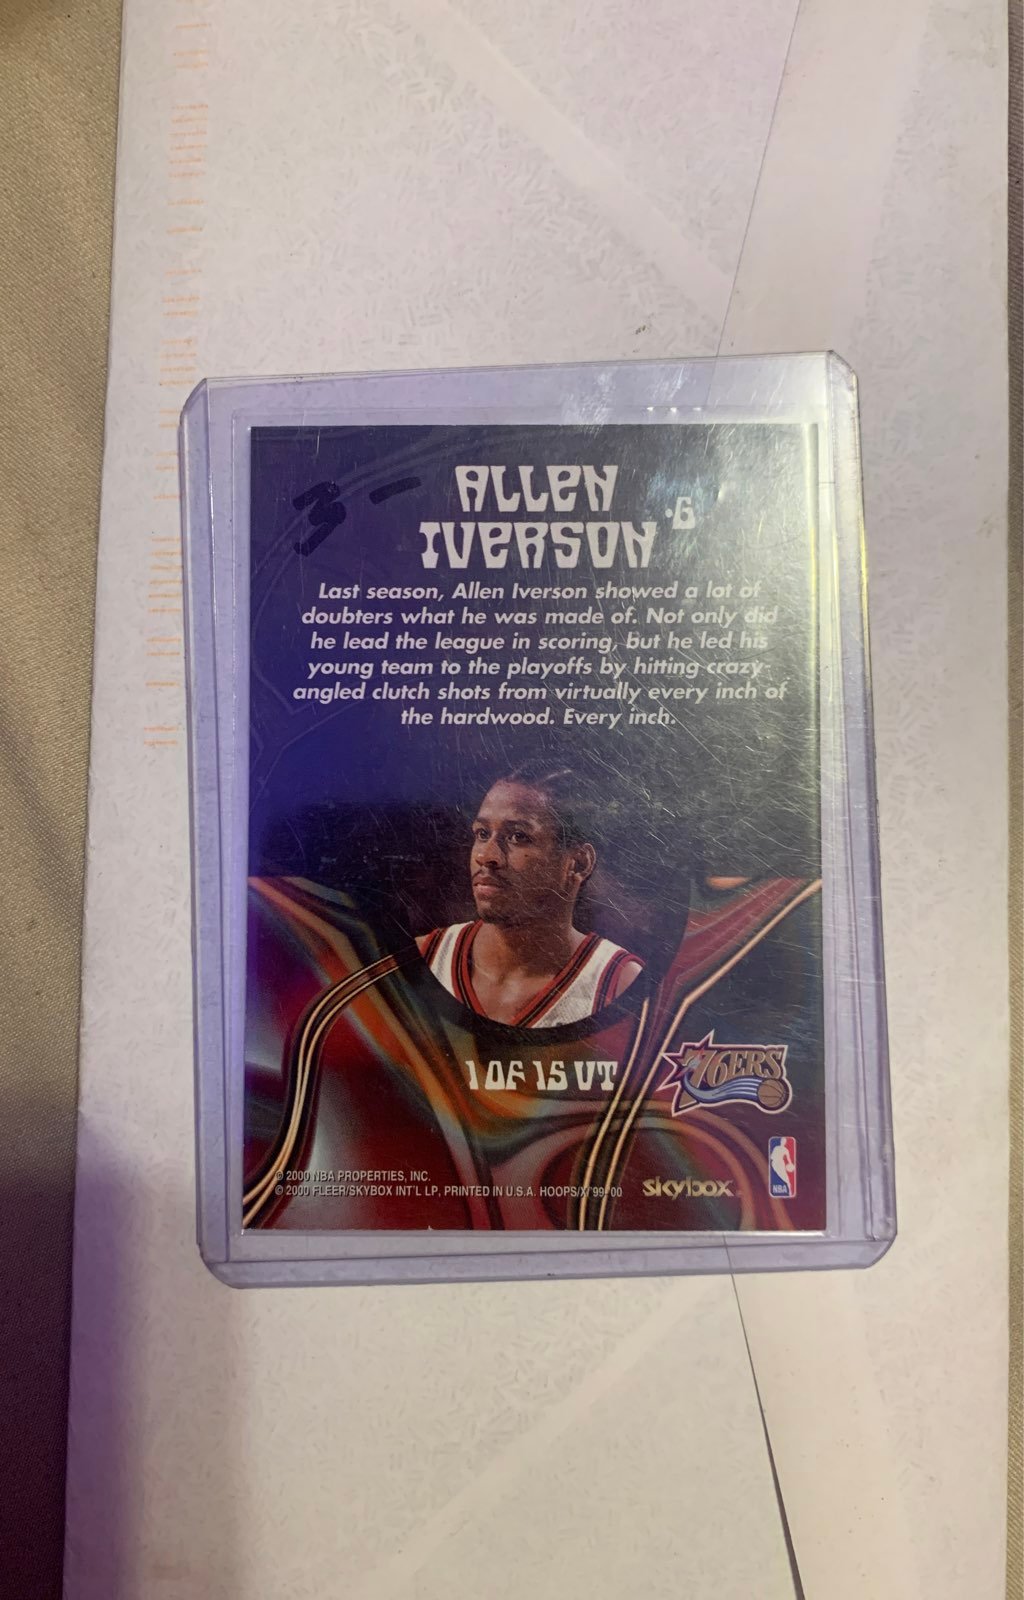 3-
ALLEN
IVERSON .G
Last season, Allen Iverson showed a lot of
doubters what he was made of. Not only did
he lead the league in scoring, but he led his
young team to the playoffs by hitting crazy-
angled clutch shots from virtually every inch of
the hardwood. Every inch.
1 OF 15 VT
76ERS
© 2000 NBA PROPERTIES, INC.
© 2000 FLEER/SKYBOX INT'L LP, PRINTED IN U.S.A. HOOPS/X/'99-'00
skybox
NBA